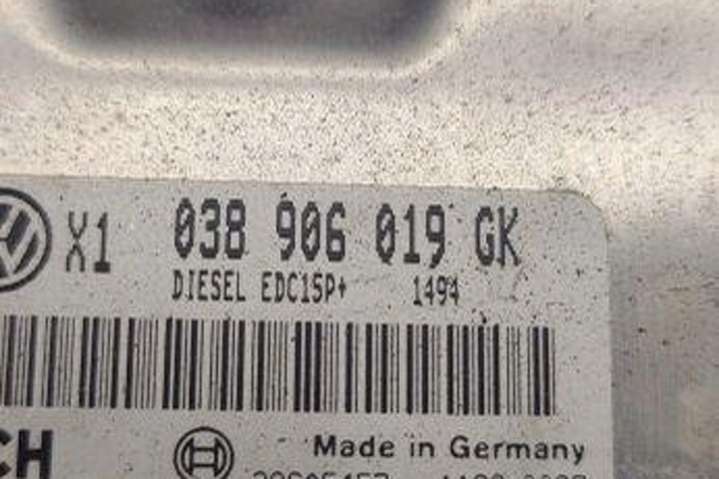 X1 038 906 019 GK
DIESEL EDC15P+ 1494
CH
Made in Germany